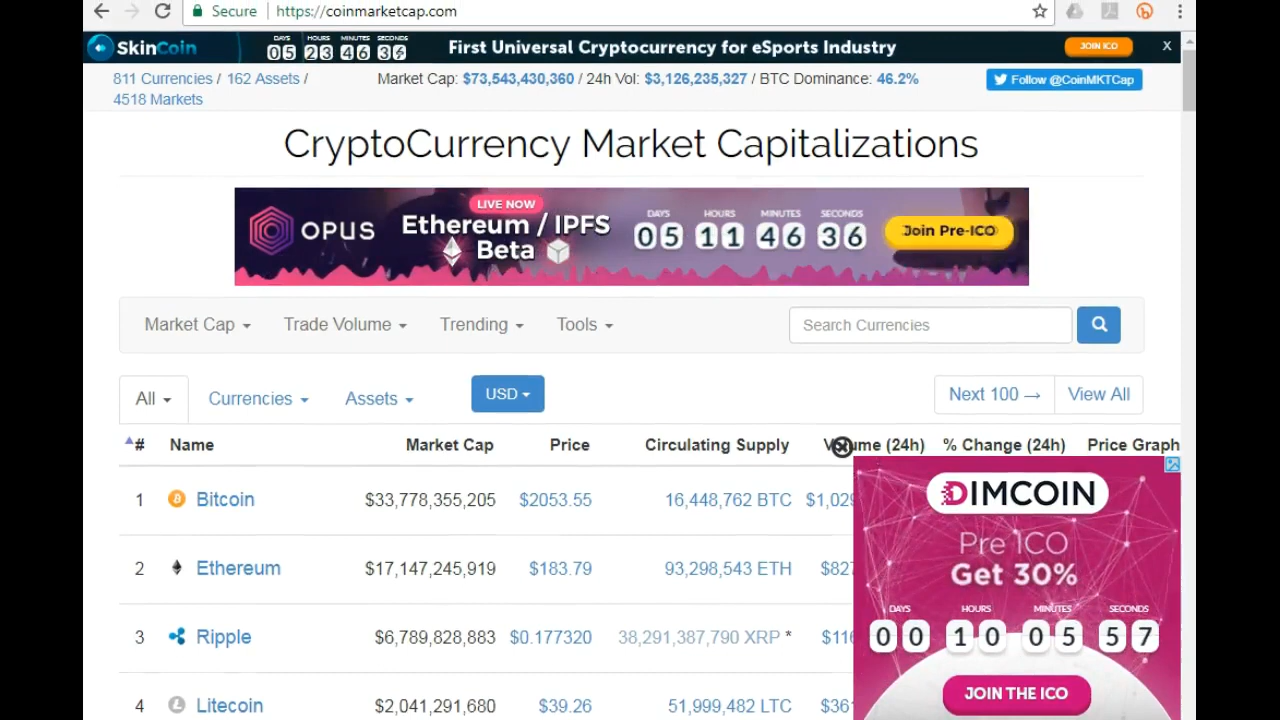 Secure https://coinmarketcap.com
SkinCoin
DAYS HOURS MINUTES SECONDS
05 23 46 36
First Universal Cryptocurrency for eSports Industry
JOIN ICO
X
811 Currencies / 162 Assets /
4518 Markets
Market Cap: $73,543,430,360 / 24h Vol: $3,126,235,327 / BTC Dominance: 46.2%
Follow @CoinMKTCap
CryptoCurrency Market Capitalizations
OPUS
LIVE NOW
Ethereum / IPFS
Beta
DAYS HOURS MINUTES SECONDS
05 11 46 36
Join Pre-ICO
Market Cap Trade Volume Trending Tools
Search Currencies
All Currencies Assets USD
Next 100 → View All
# Name Market Cap Price Circulating Supply Volume (24h) % Change (24h) Price Graph
1 Bitcoin $33,778,355,205 $2053.55 16,448,762 BTC $1,029
2 Ethereum $17,147,245,919 $183.79 93,298,543 ETH $827
3 Ripple $6,789,828,883 $0.177320 38,291,387,790 XRP * $116
4 Litecoin $2,041,291,680 $39.26 51,999,482 LTC $361
DIMCOIN
Pre ICO
Get 30%
DAYS HOURS MINUTES SECONDS
00 10 05 57
JOIN THE ICO